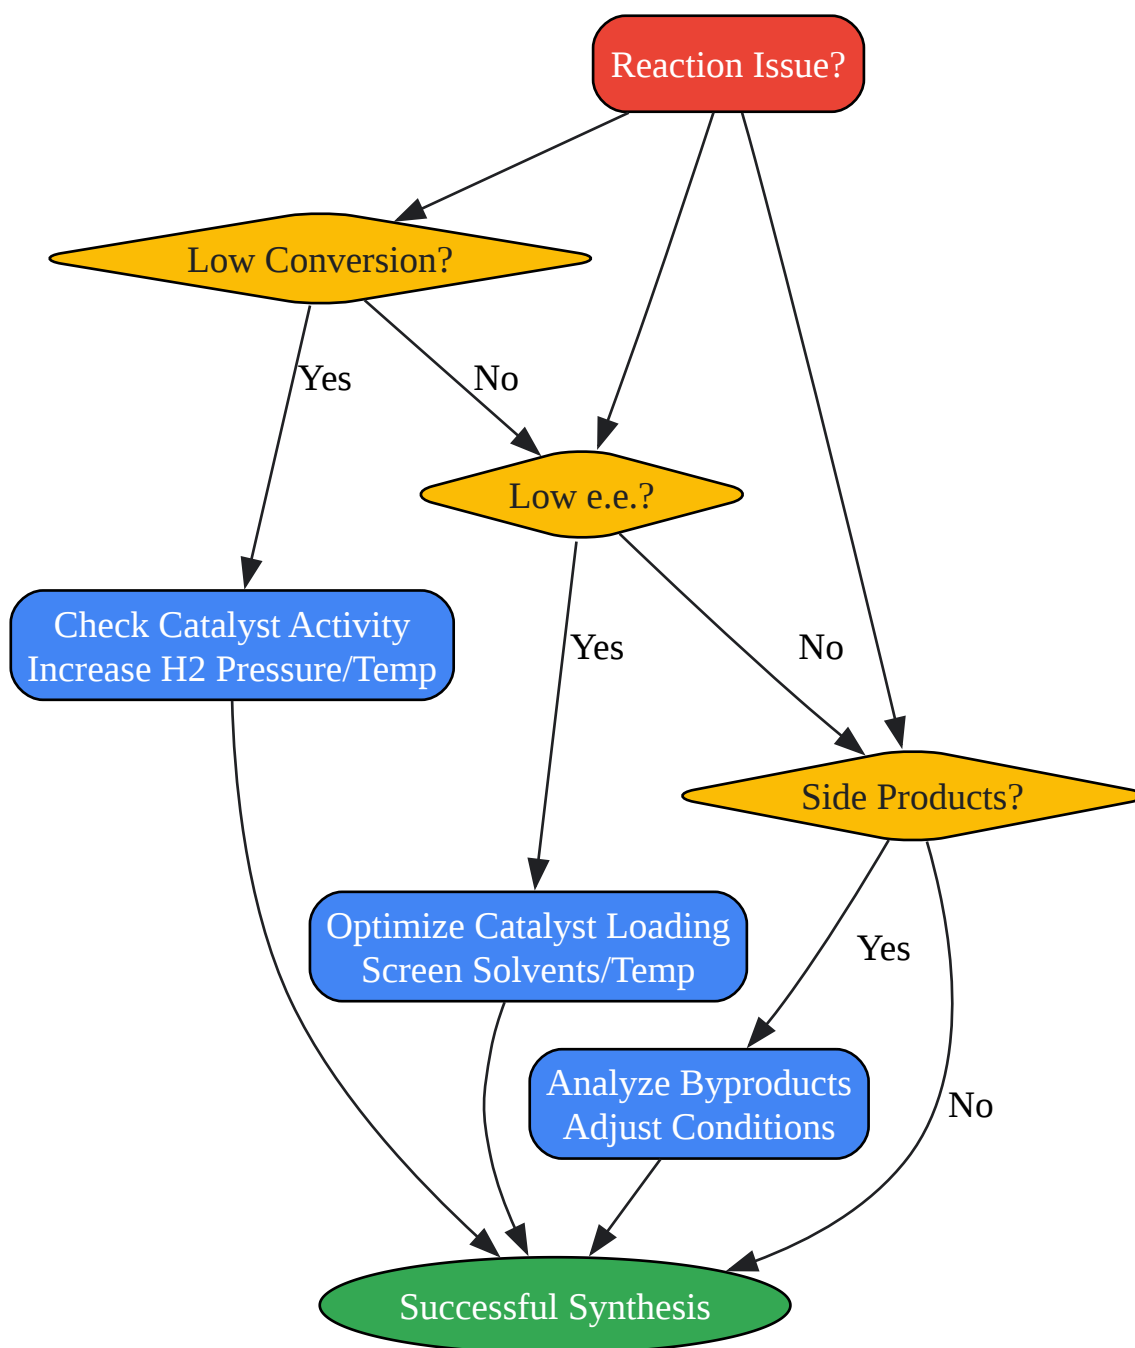 Reaction Issue?
Low Conversion?
Yes
No
Low e.e.?
Check Catalyst Activity
Increase H2 Pressure/Temp
Yes
No
Side Products?
Optimize Catalyst Loading
Screen Solvents/Temp
Yes
Analyze Byproducts
Adjust Conditions
No
Successful Synthesis